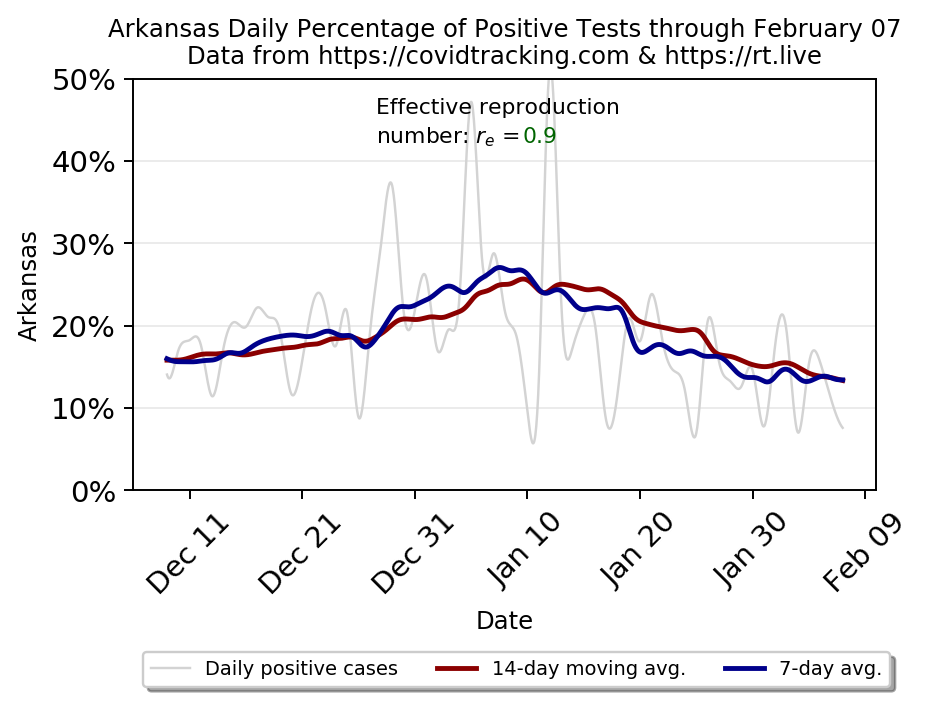 Arkansas Daily Percentage of Positive Tests through February 07
Data from https://covidtracking.com & https://rt.live
50%
40%
30%
20%
10%
0%
Arkansas
Effective reproduction
number: rₑ =0.9
Dec 11
Dec 21
Dec 31
Jan 10
Jan 20
Jan 30
Feb 09
Date
Daily positive cases
14-day moving avg.
7-day avg.